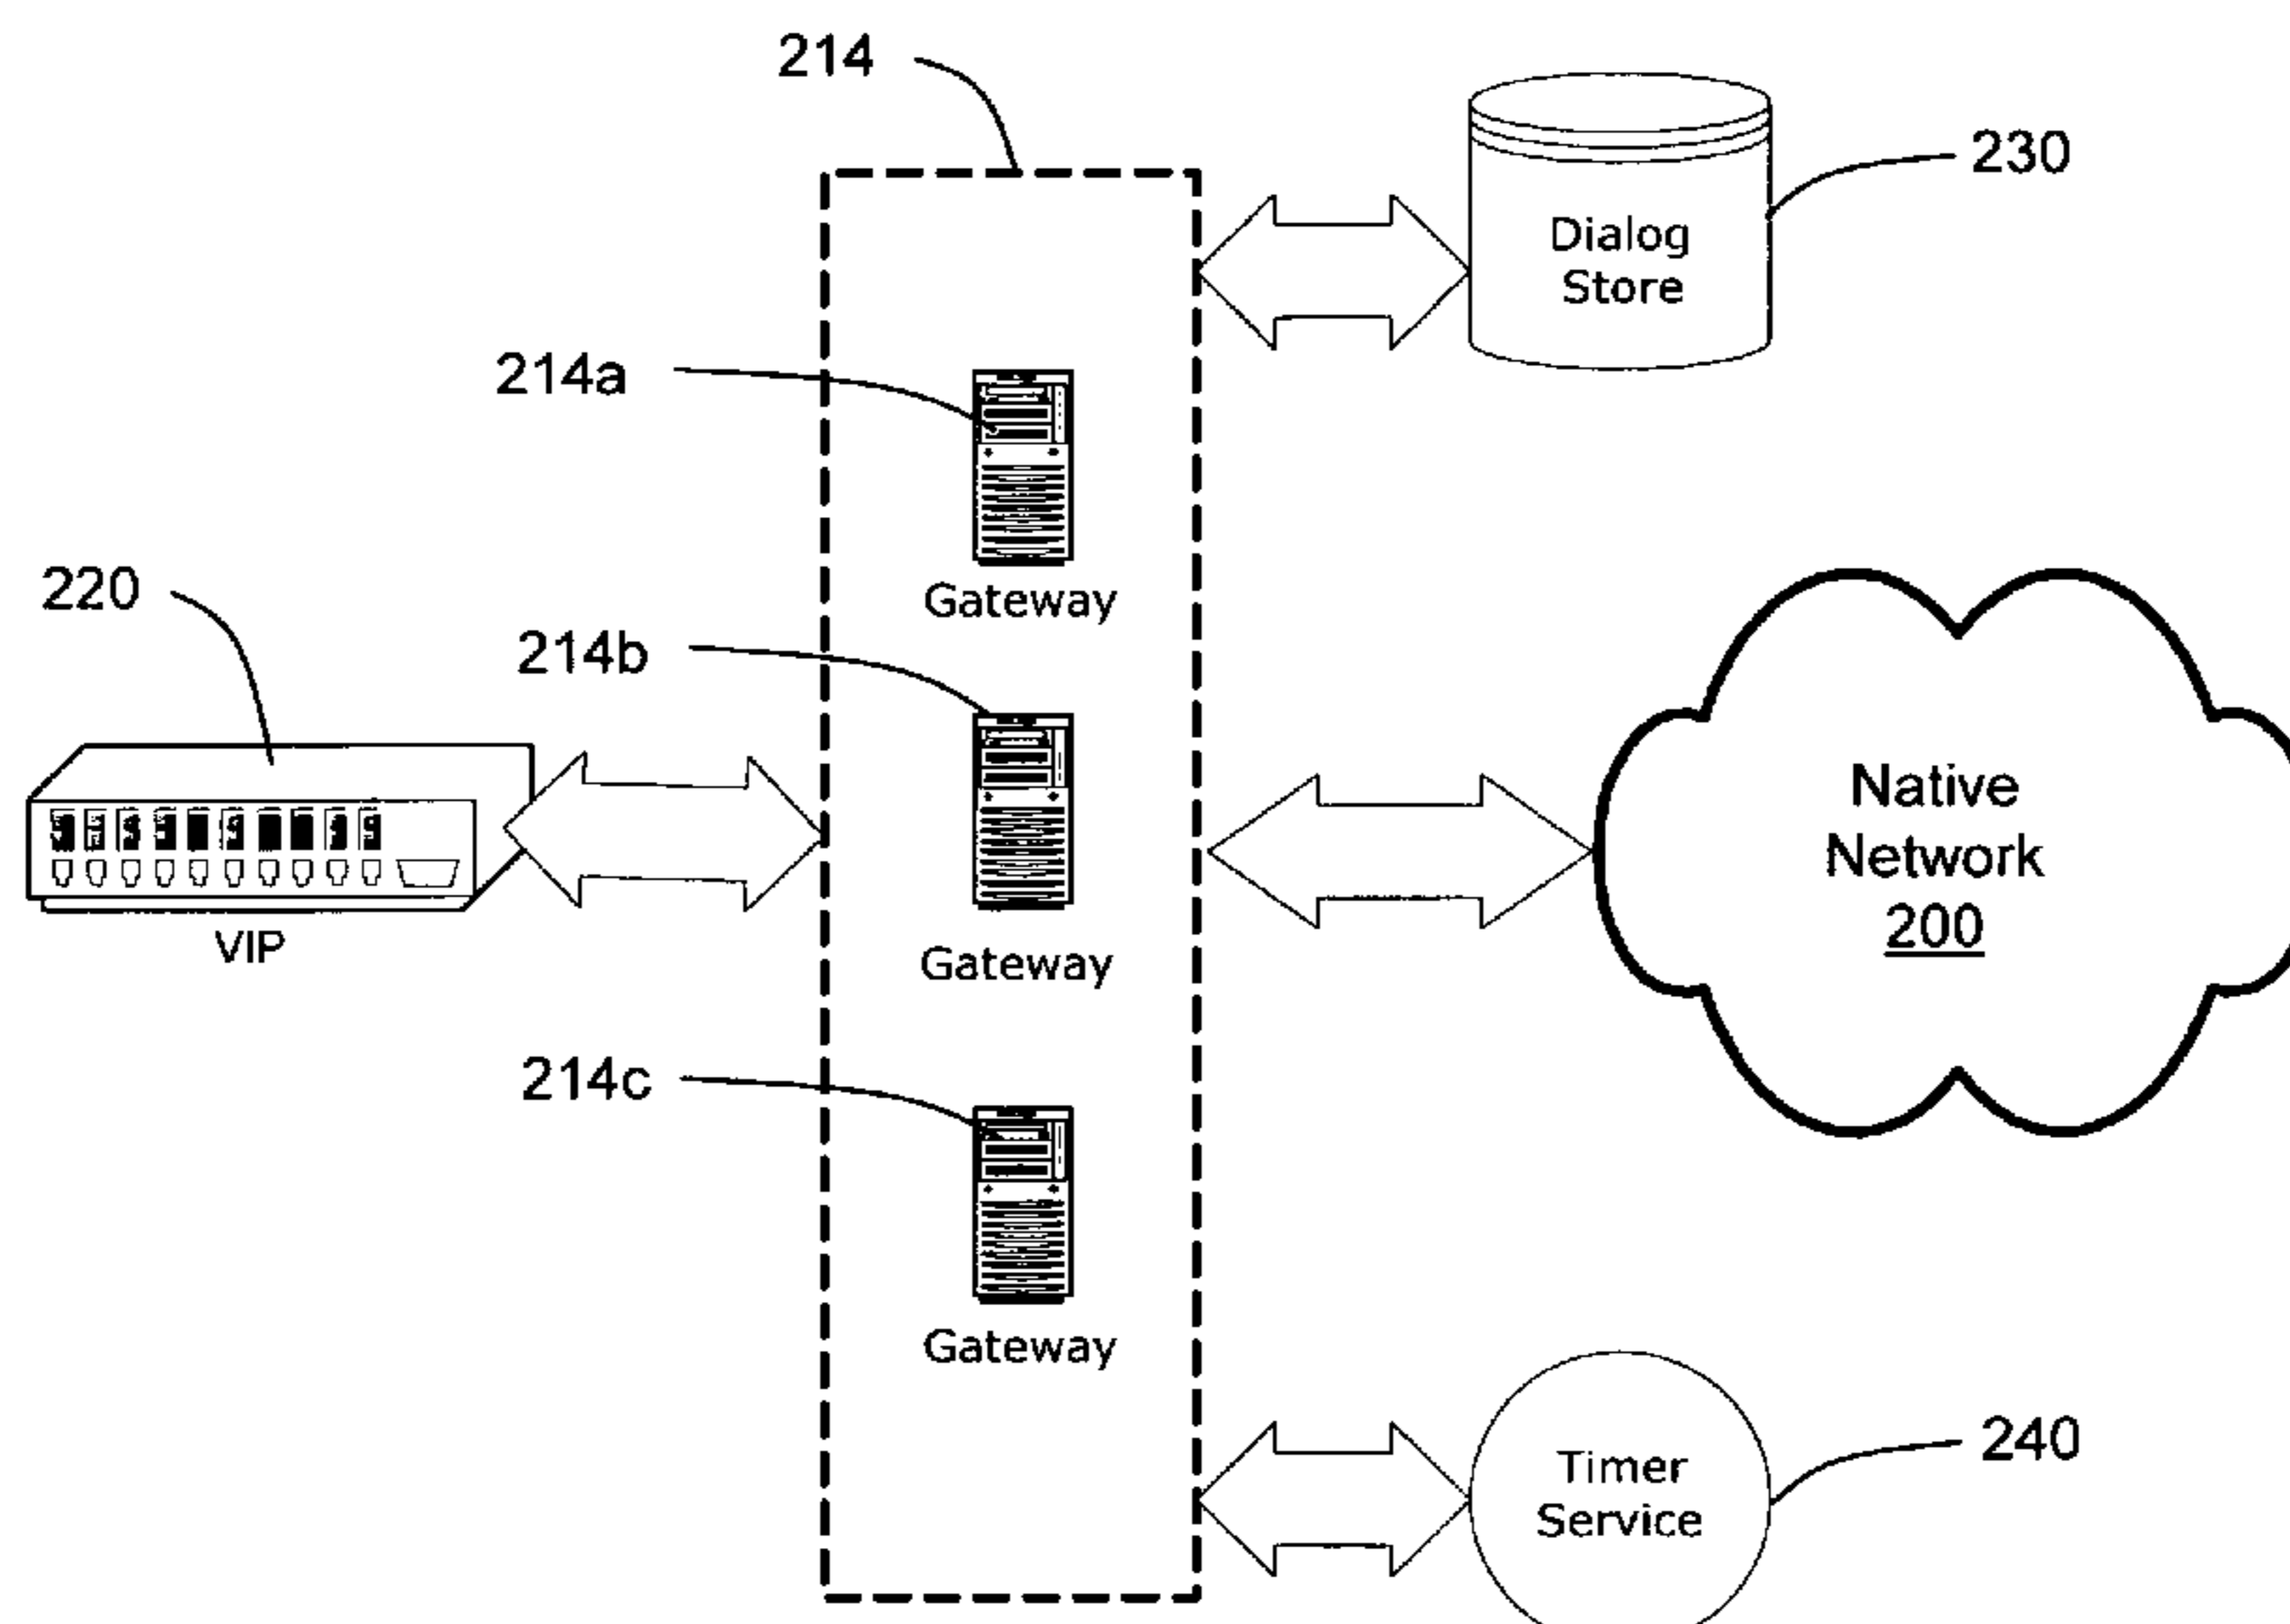 214
230
Dialog
Store
214a
Gateway
220
214b
Native
Network
200
VIP
Gateway
214c
Gateway
240
Timer
Service